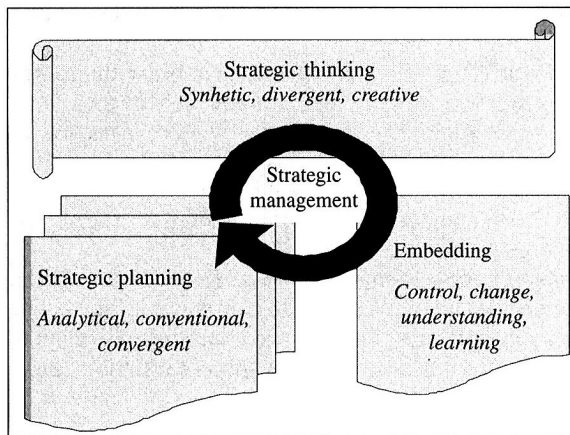 Strategic thinking
Synhetic, divergent, creative
Strategic
management
Strategic planning
Analytical, conventional,
convergent
Embedding
Control, change,
understanding,
learning